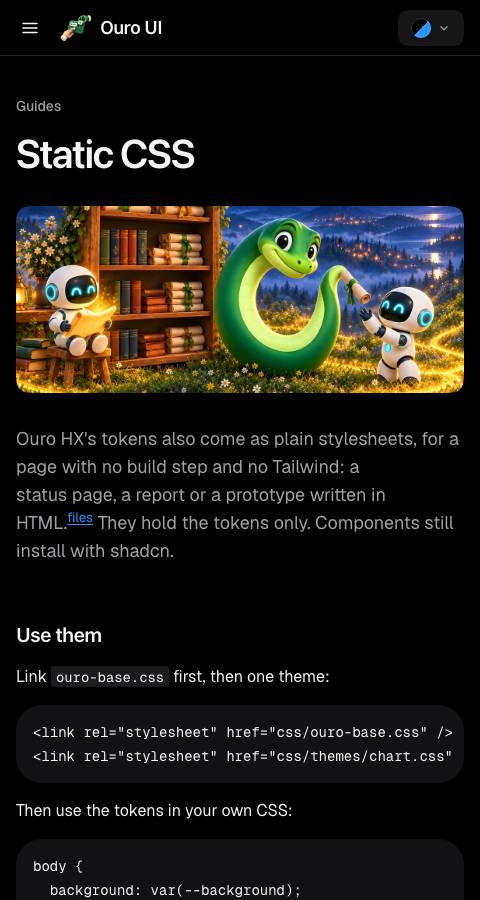 Ouro UI
Guides
Static CSS
Ouro HX's tokens also come as plain stylesheets, for a
page with no build step and no Tailwind: a
status page, a report or a prototype written in
HTML.files They hold the tokens only. Components still
install with shadcn.
Use them
Link ouro-base.css first, then one theme:
<link rel="stylesheet" href="css/ouro-base.css" />
<link rel="stylesheet" href="css/themes/chart.css"
Then use the tokens in your own CSS:
body {
background: var(--background);